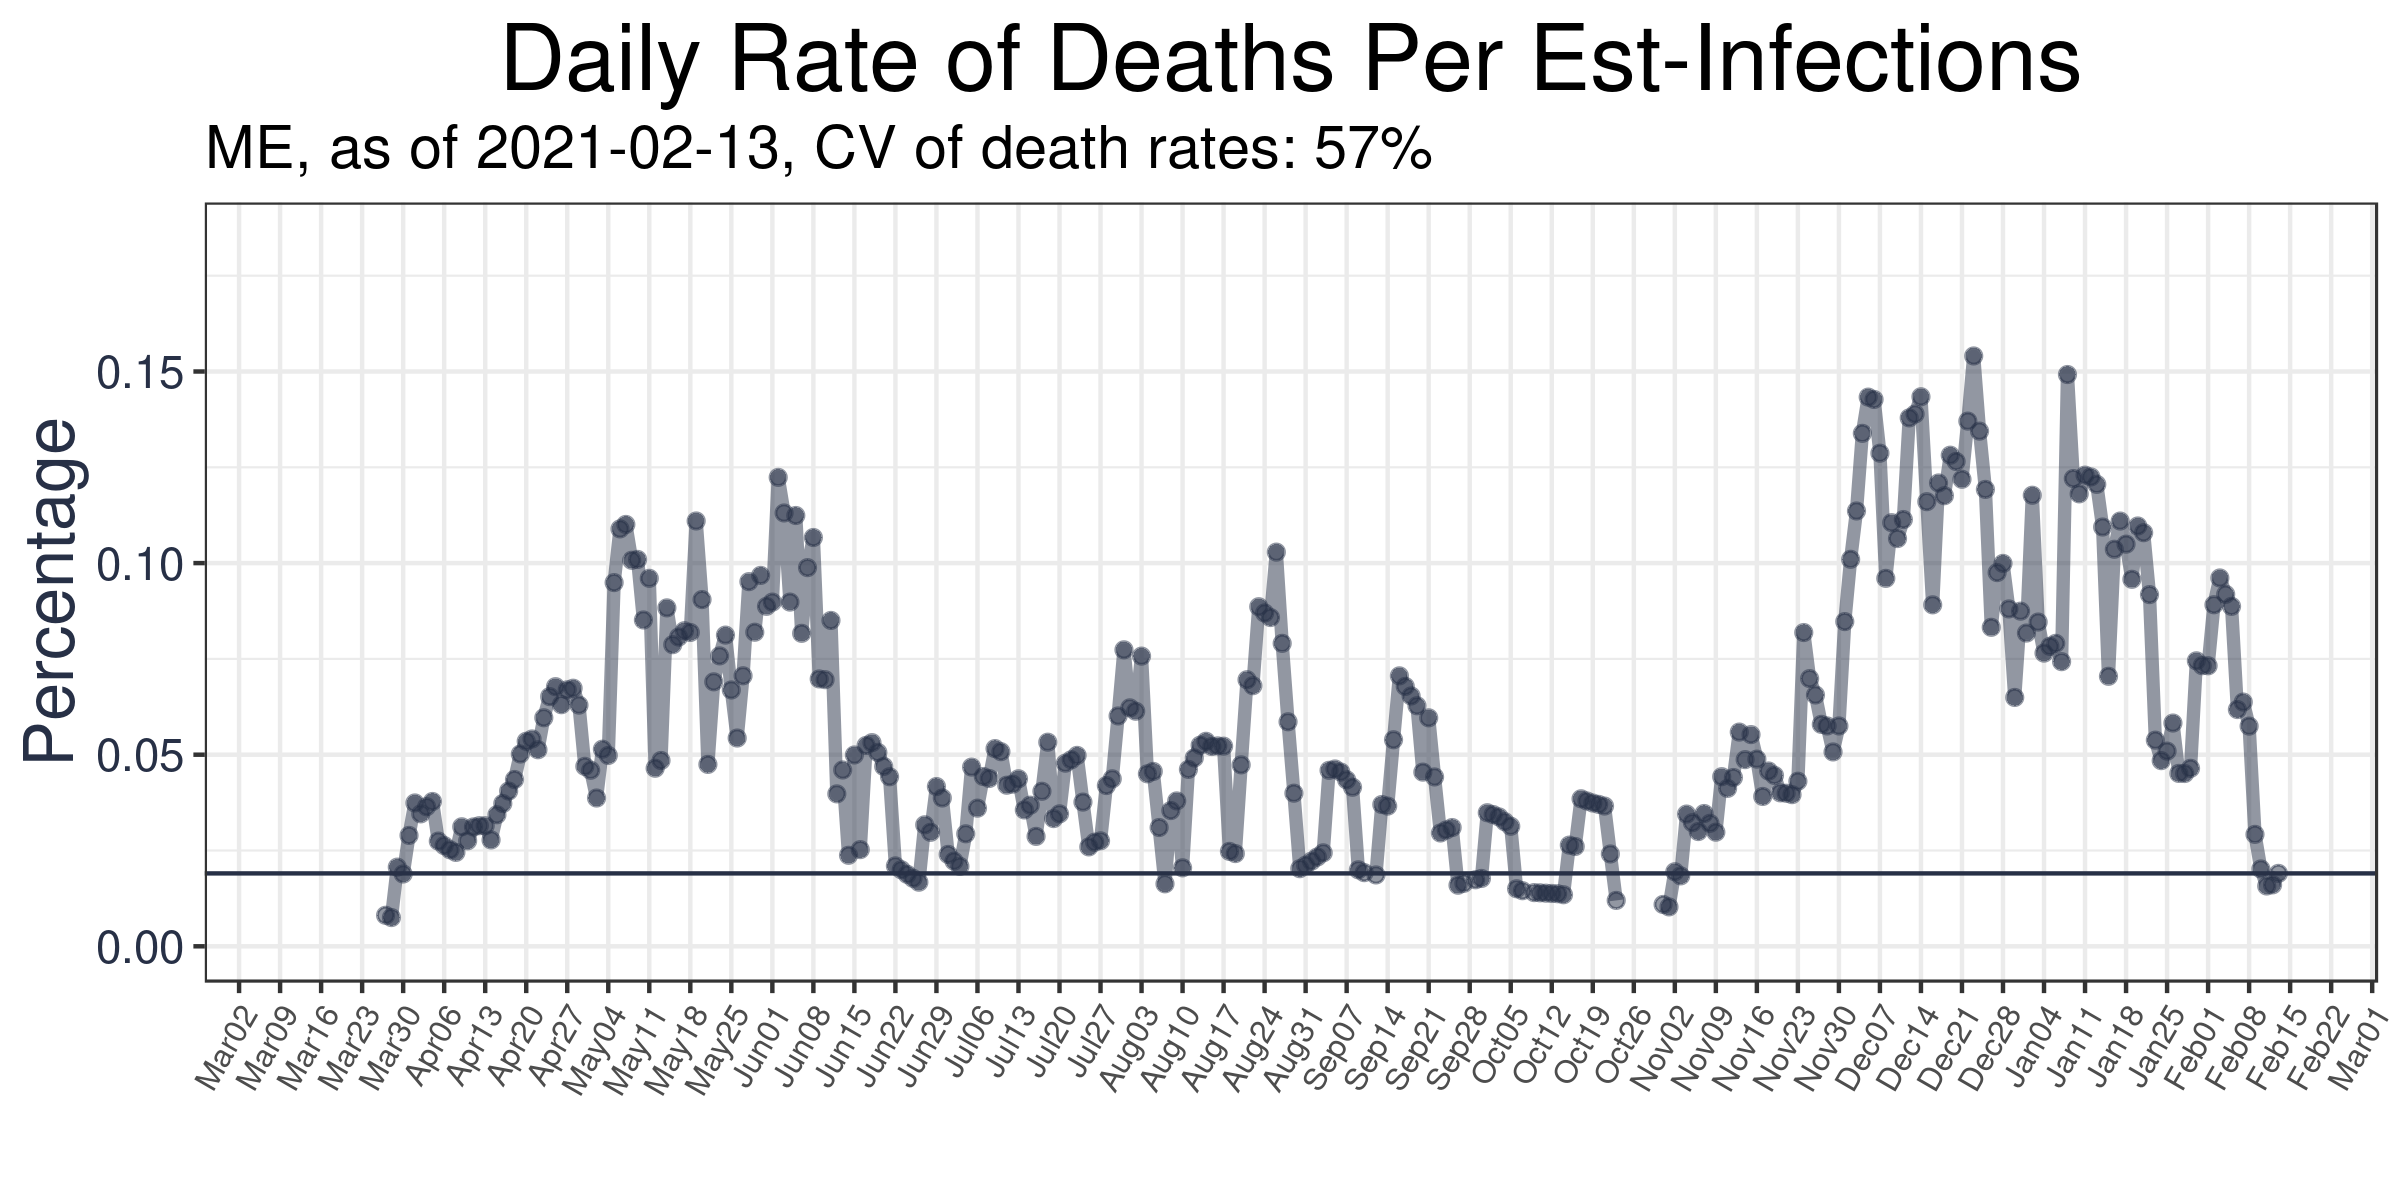 Daily Rate of Deaths Per Est-Infections
ME, as of 2021-02-13, CV of death rates: 57%
Percentage
0.15
0.10
0.05
0.00
Mar02
Mar09
Mar16
Mar23
Mar30
Apr06
Apr13
Apr20
Apr27
May04
May11
May18
May25
Jun01
Jun08
Jun15
Jun22
Jun29
Jul06
Jul13
Jul20
Jul27
Aug03
Aug10
Aug17
Aug24
Aug31
Sep07
Sep14
Sep21
Sep28
Oct05
Oct12
Oct19
Oct26
Nov02
Nov09
Nov16
Nov23
Nov30
Dec07
Dec14
Dec21
Dec28
Jan04
Jan11
Jan18
Jan25
Feb01
Feb08
Feb15
Feb22
Mar01